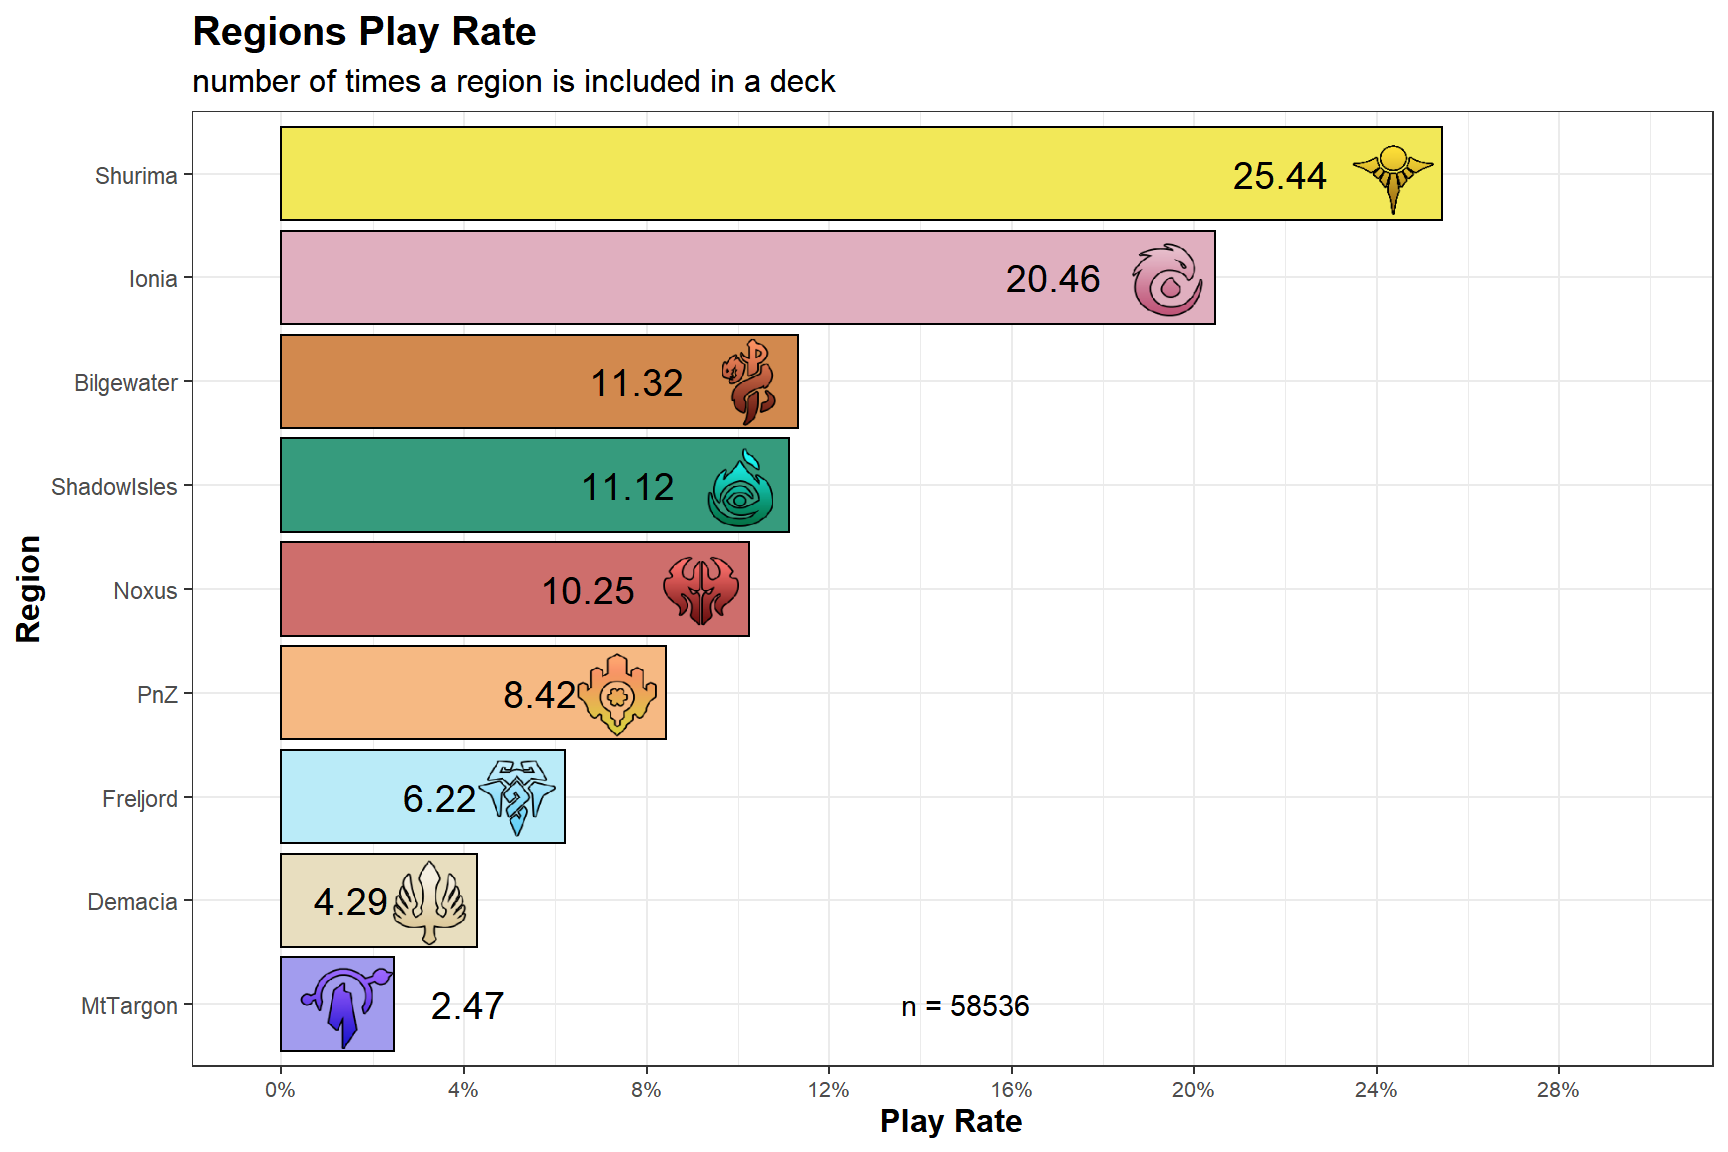 Regions Play Rate
number of times a region is included in a deck
Region
Shurima 25.44
Ionia 20.46
Bilgewater 11.32
ShadowIsles 11.12
Noxus 10.25
PnZ 8.42
Freljord 6.22
Demacia 4.29
MtTargon 2.47 n = 58536
0% 4% 8% 12% 16% 20% 24% 28%
Play Rate